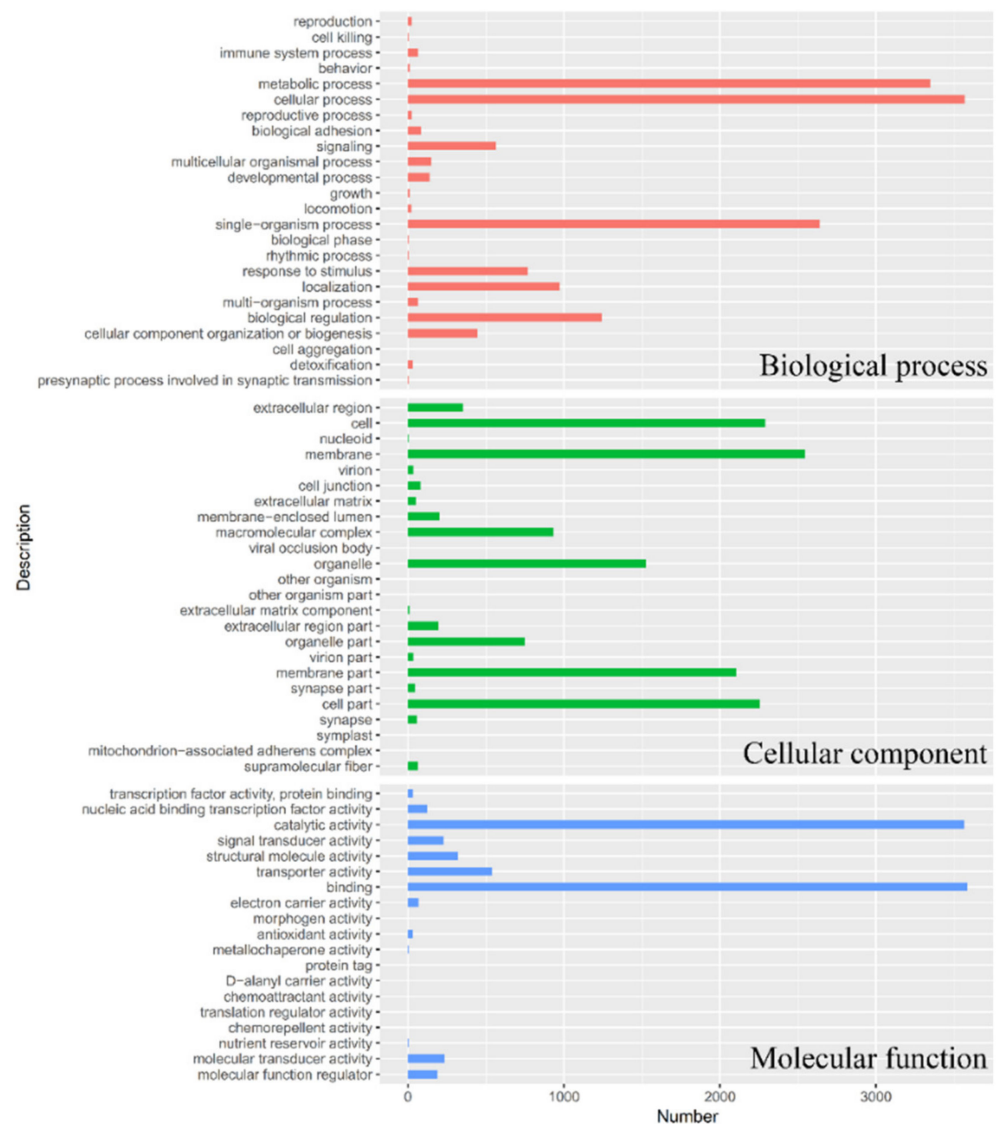 reproduction
cell killing
immune system process
behavior
metabolic process
cellular process
reproductive process
biological adhesion
signaling
multicellular organismal process
developmental process
growth
locomotion
single−organism process
biological phase
rhythmic process
response to stimulus
localization
multi−organism process
biological regulation
cellular component organization or biogenesis
cell aggregation
detoxification
presynaptic process involved in synaptic transmission
Biological process
extracellular region
cell
nucleoid
membrane
virion
cell junction
extracellular matrix
membrane−enclosed lumen
macromolecular complex
viral occlusion body
organelle
other organism
other organism part
extracellular matrix component
extracellular region part
organelle part
virion part
membrane part
synapse part
cell part
synapse
symplast
mitochondrion−associated adherens complex
supramolecular fiber
Cellular component
Description
transcription factor activity, protein binding
nucleic acid binding transcription factor activity
catalytic activity
signal transducer activity
structural molecule activity
transporter activity
binding
electron carrier activity
morphogen activity
antioxidant activity
metallochaperone activity
protein tag
D−alanyl carrier activity
chemoattractant activity
translation regulator activity
chemorepellent activity
nutrient reservoir activity
molecular transducer activity
molecular function regulator
Molecular function
0 1000 2000 3000
Number